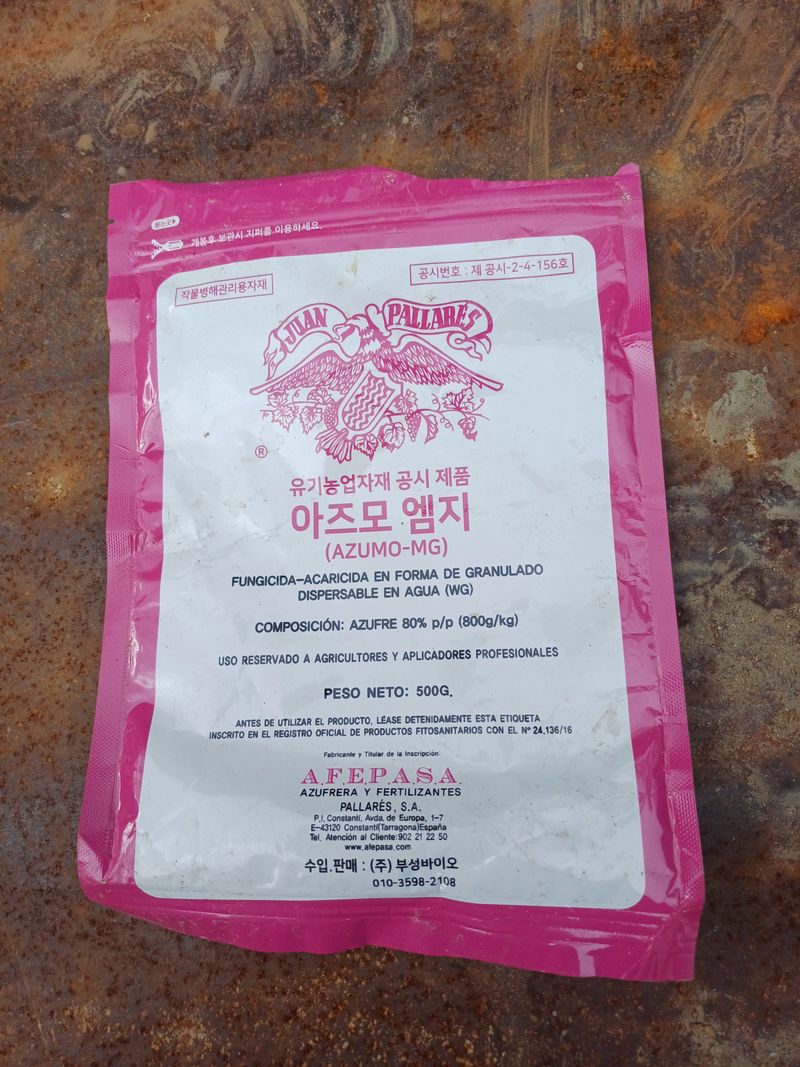 뜯는곳
개봉후 보관시 지퍼를 이용하세요.
작물병해관리용자재
공시번호 : 제 공시-2-4-156호
JUAN PALLARÉS
®
유기농업자재 공시 제품
아즈모 엠지
(AZUMO-MG)
FUNGICIDA-ACARICIDA EN FORMA DE GRANULADO
DISPERSABLE EN AGUA (WG)
COMPOSICIÓN: AZUFRE 80% p/p (800g/kg)
USO RESERVADO A AGRICULTORES Y APLICADORES PROFESIONALES
PESO NETO: 500G.
ANTES DE UTILIZAR EL PRODUCTO, LÉASE DETENIDAMENTE ESTA ETIQUETA
INSCRITO EN EL REGISTRO OFICIAL DE PRODUCTOS FITOSANITARIOS CON EL Nº 24.136/16
Fabricante y Titular de la Inscripción:
A.F.E.P.A.S.A.
AZUFRERA Y FERTILIZANTES
PALLARÉS, S.A.
P.I. Constantí, Avda. de Europa, 1-7
E-43120 Constantí(Tarragona)España
Tel. Atención al Cliente:902 21 22 50
www.afepasa.com
수입.판매 : (주) 부성바이오
010-3598-2108